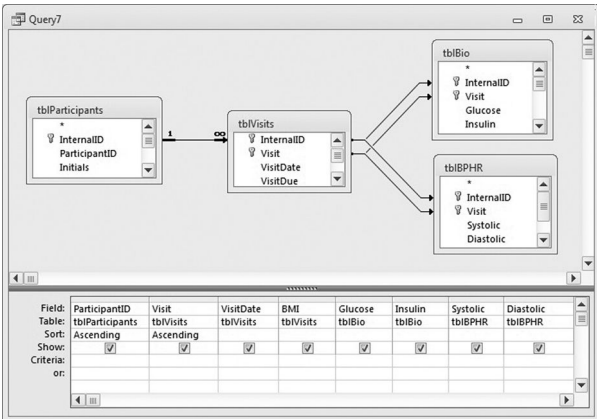 Query7
tblParticipants
*
InternalID
ParticipantID
Initials
1
∞
tblVisits
InternalID
Visit
VisitDate
VisitDue
tblBio
*
InternalID
Visit
Glucose
Insulin
tblBPHR
*
InternalID
Visit
Systolic
Diastolic
Field: ParticipantID Visit VisitDate BMI Glucose Insulin Systolic Diastolic
Table: tblParticipants tblVisits tblVisits tblVisits tblBio tblBio tblBPHR tblBPHR
Sort: Ascending Ascending
Show:
Criteria:
or: